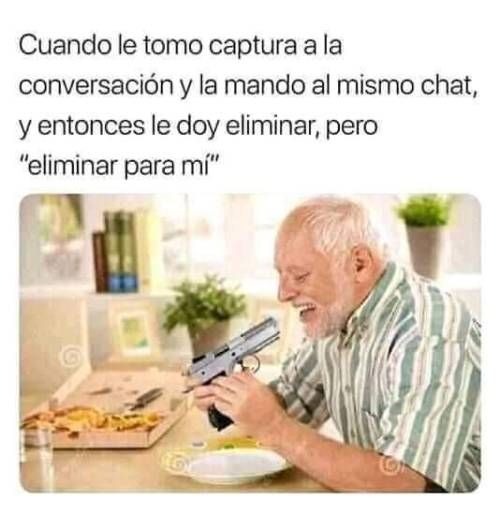 Cuando le tomo captura a la
conversación y la mando al mismo chat,
y entonces le doy eliminar, pero
"eliminar para mí"